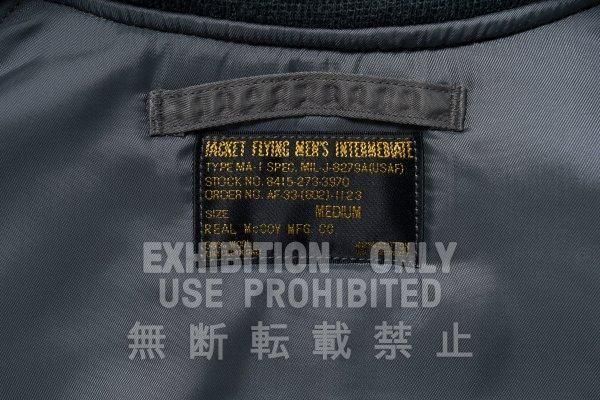 JACKET FLYING MEN'S INTERMEDIATE
TYPE MA-1 SPEC. MIL-J-8279A(USAF)
STOCK NO. 8415-273-3970
ORDER NO. AF-33-(602)-1123
SIZE MEDIUM
REAL McCOY MFG. CO.
EXHIBITION ONLY
USE PROHIBITED
無断転載禁止